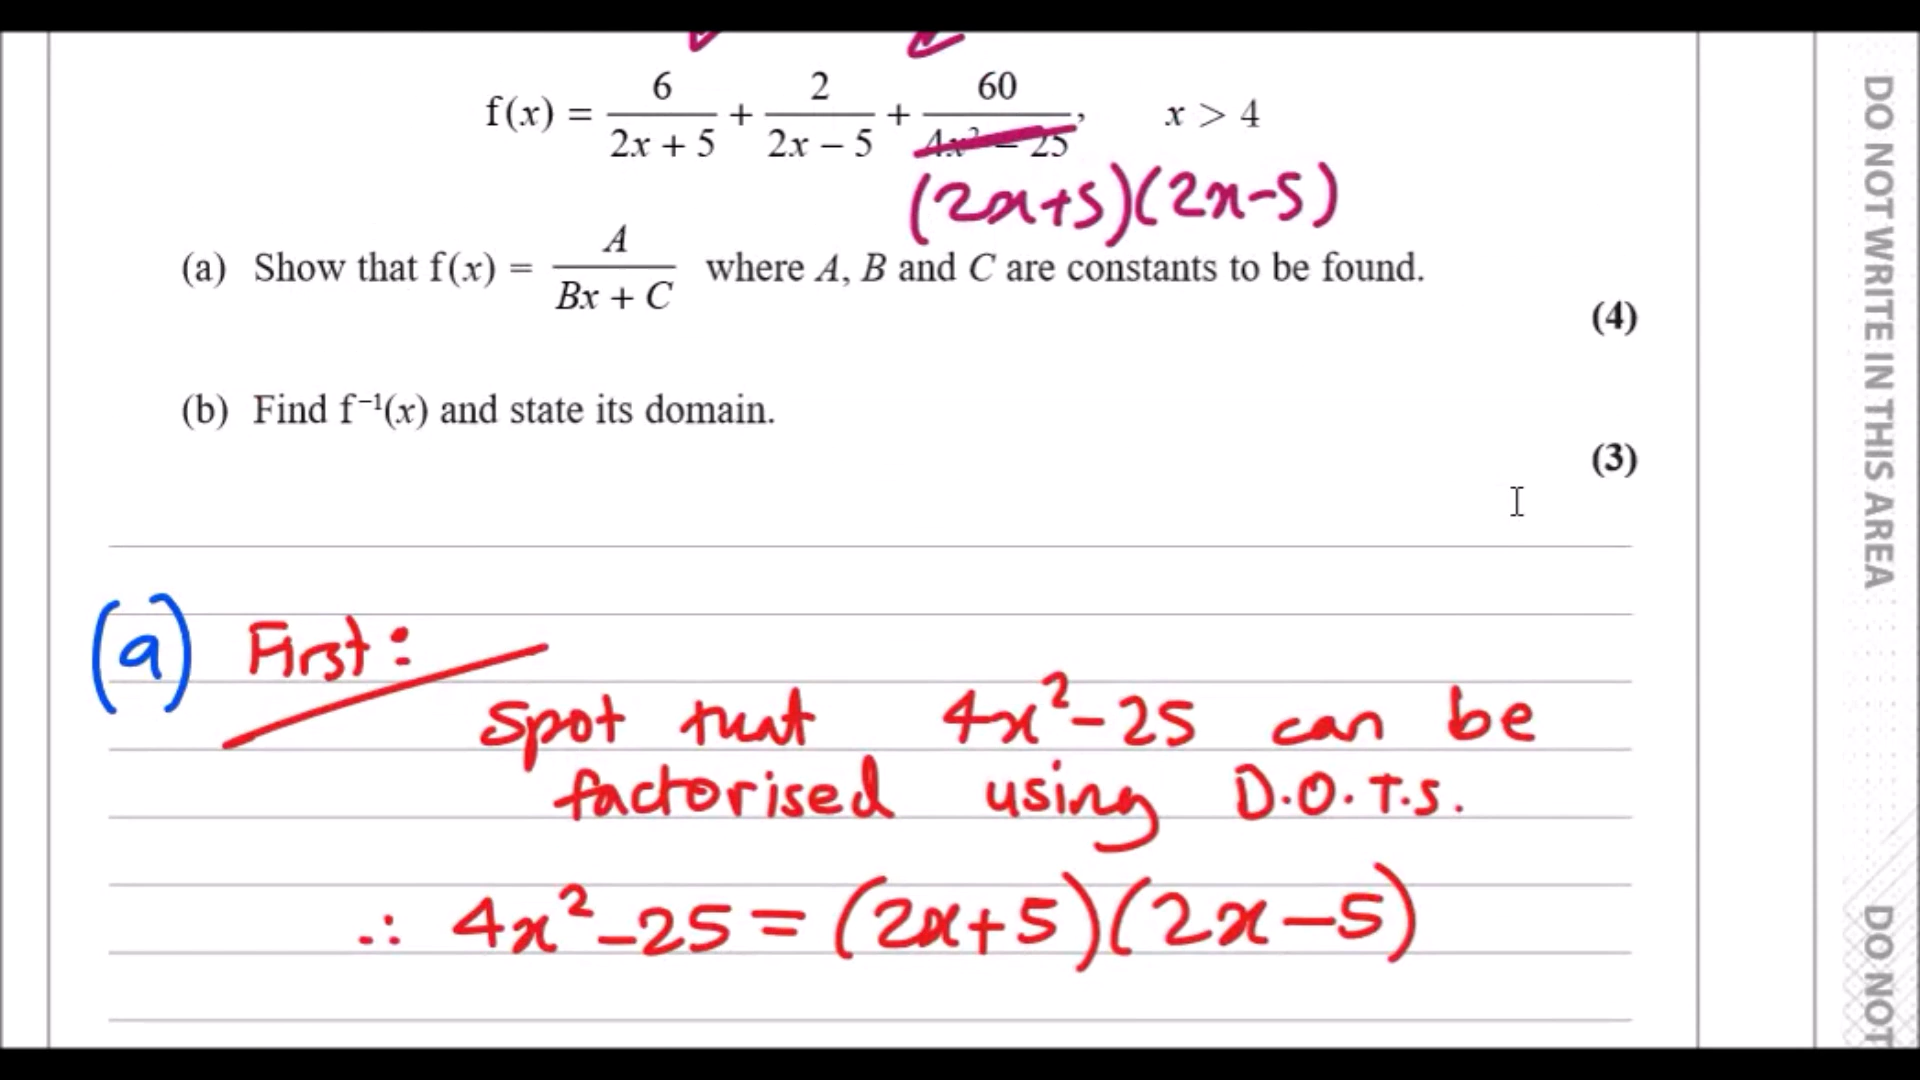 f(x) = 6/(2x + 5) + 2/(2x − 5) + 60/(4x² − 25), x > 4
(2x+5)(2x-5)
(a) Show that f(x) = A/(Bx + C) where A, B and C are constants to be found.
(4)
(b) Find f⁻¹(x) and state its domain.
(3)
(a) First:
Spot that 4x²-25 can be
factorised using D.O.T.S.
∴ 4x²-25 = (2x+5)(2x-5)
DO NOT WRITE IN THIS AREA
DO NOT